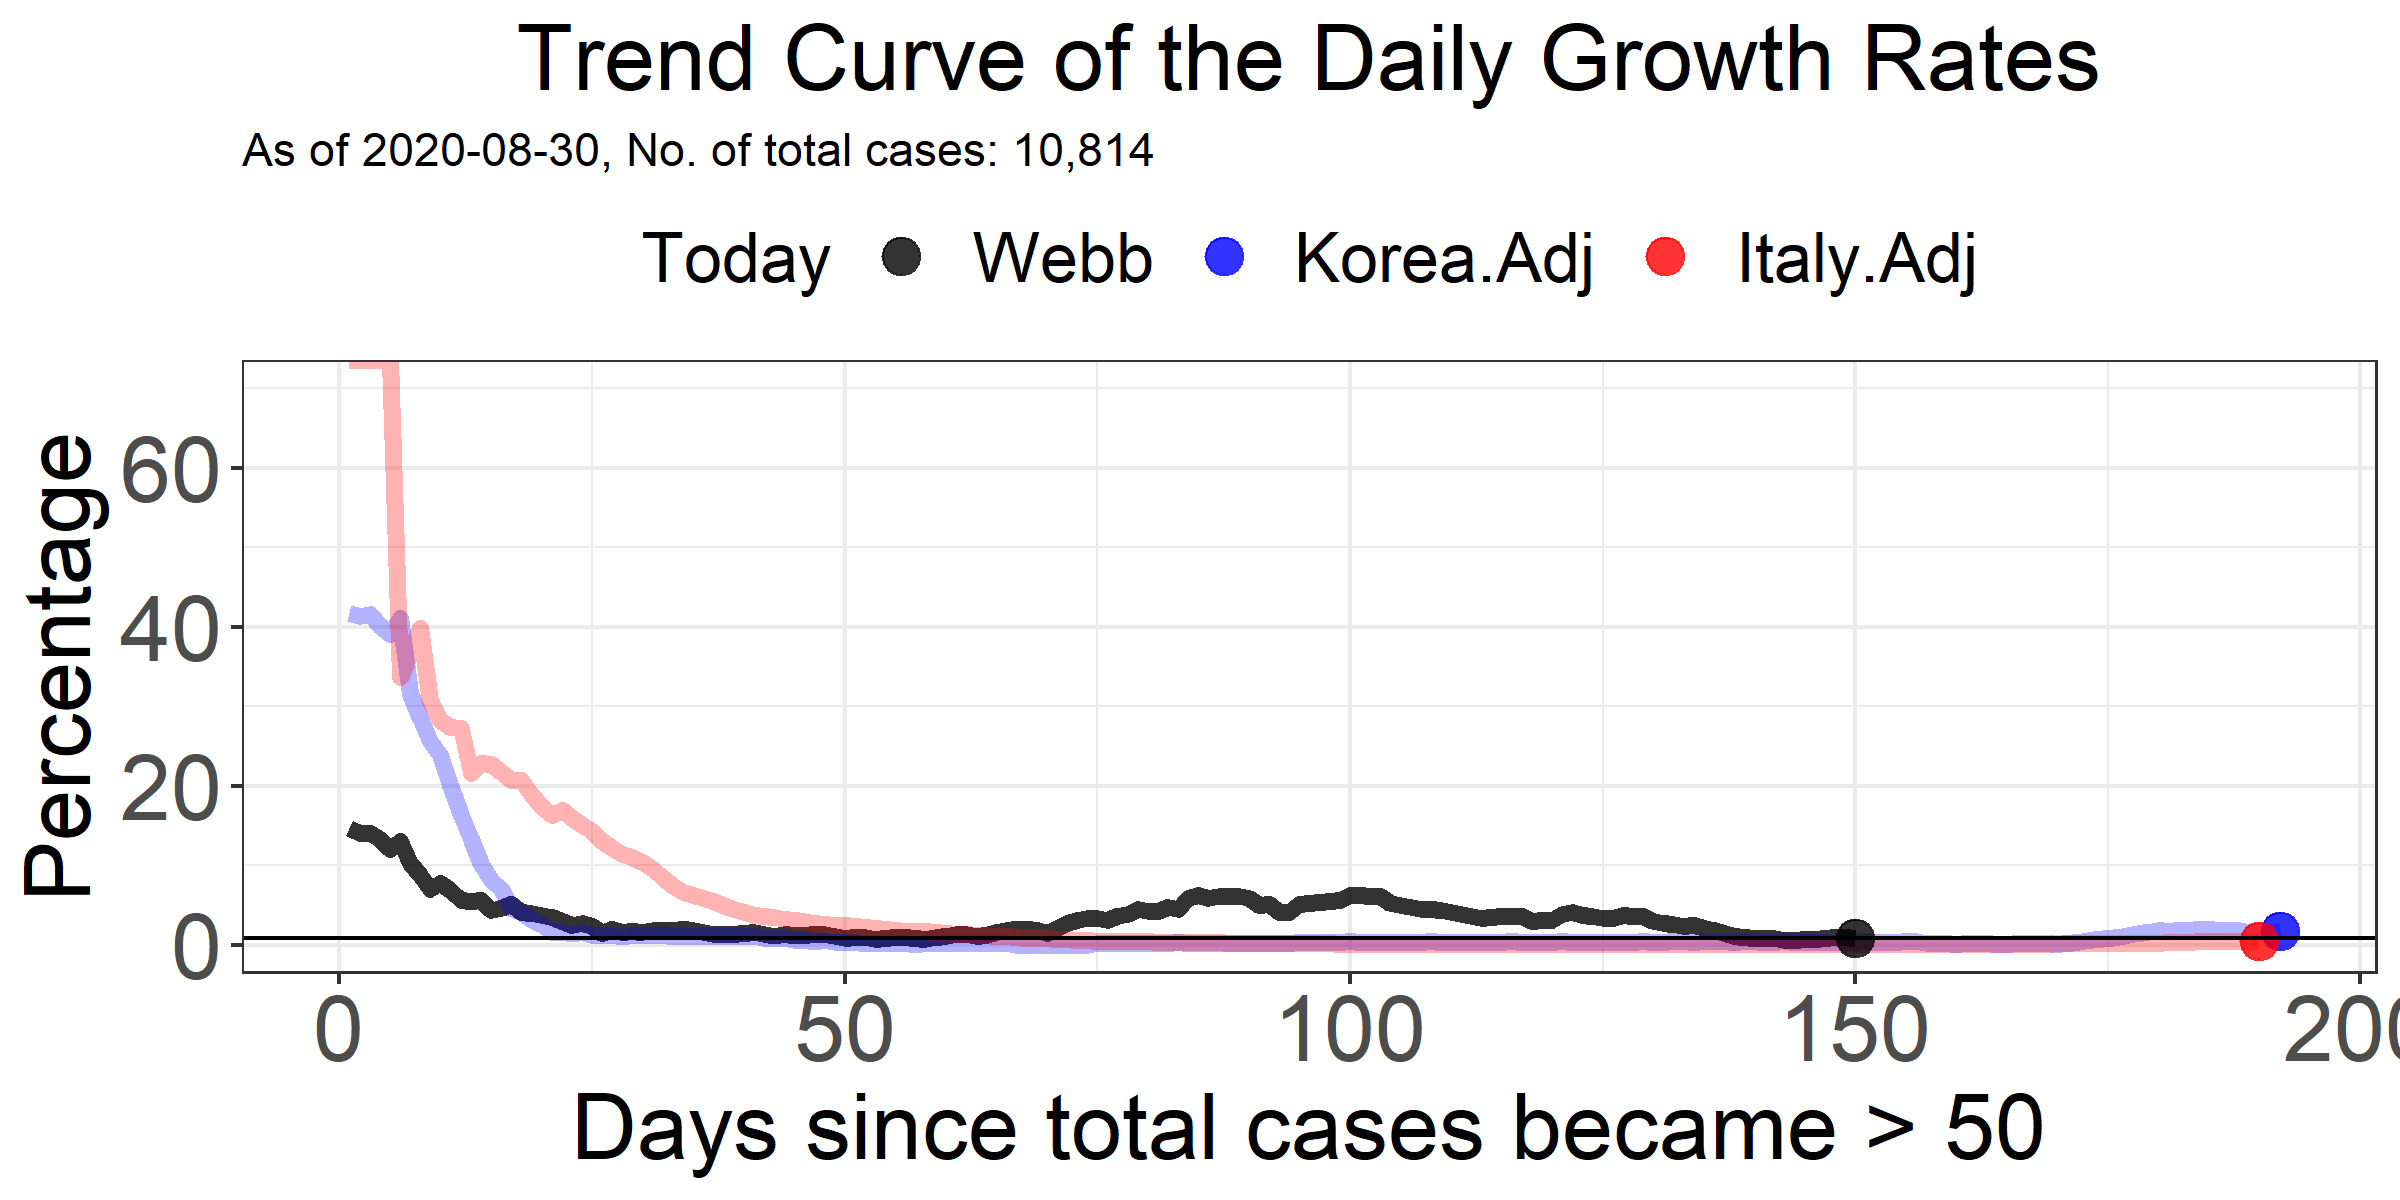 Trend Curve of the Daily Growth Rates
As of 2020-08-30, No. of total cases: 10,814
Today Webb Korea.Adj Italy.Adj
Percentage
60
40
20
0
0 50 100 150 200
Days since total cases became > 50